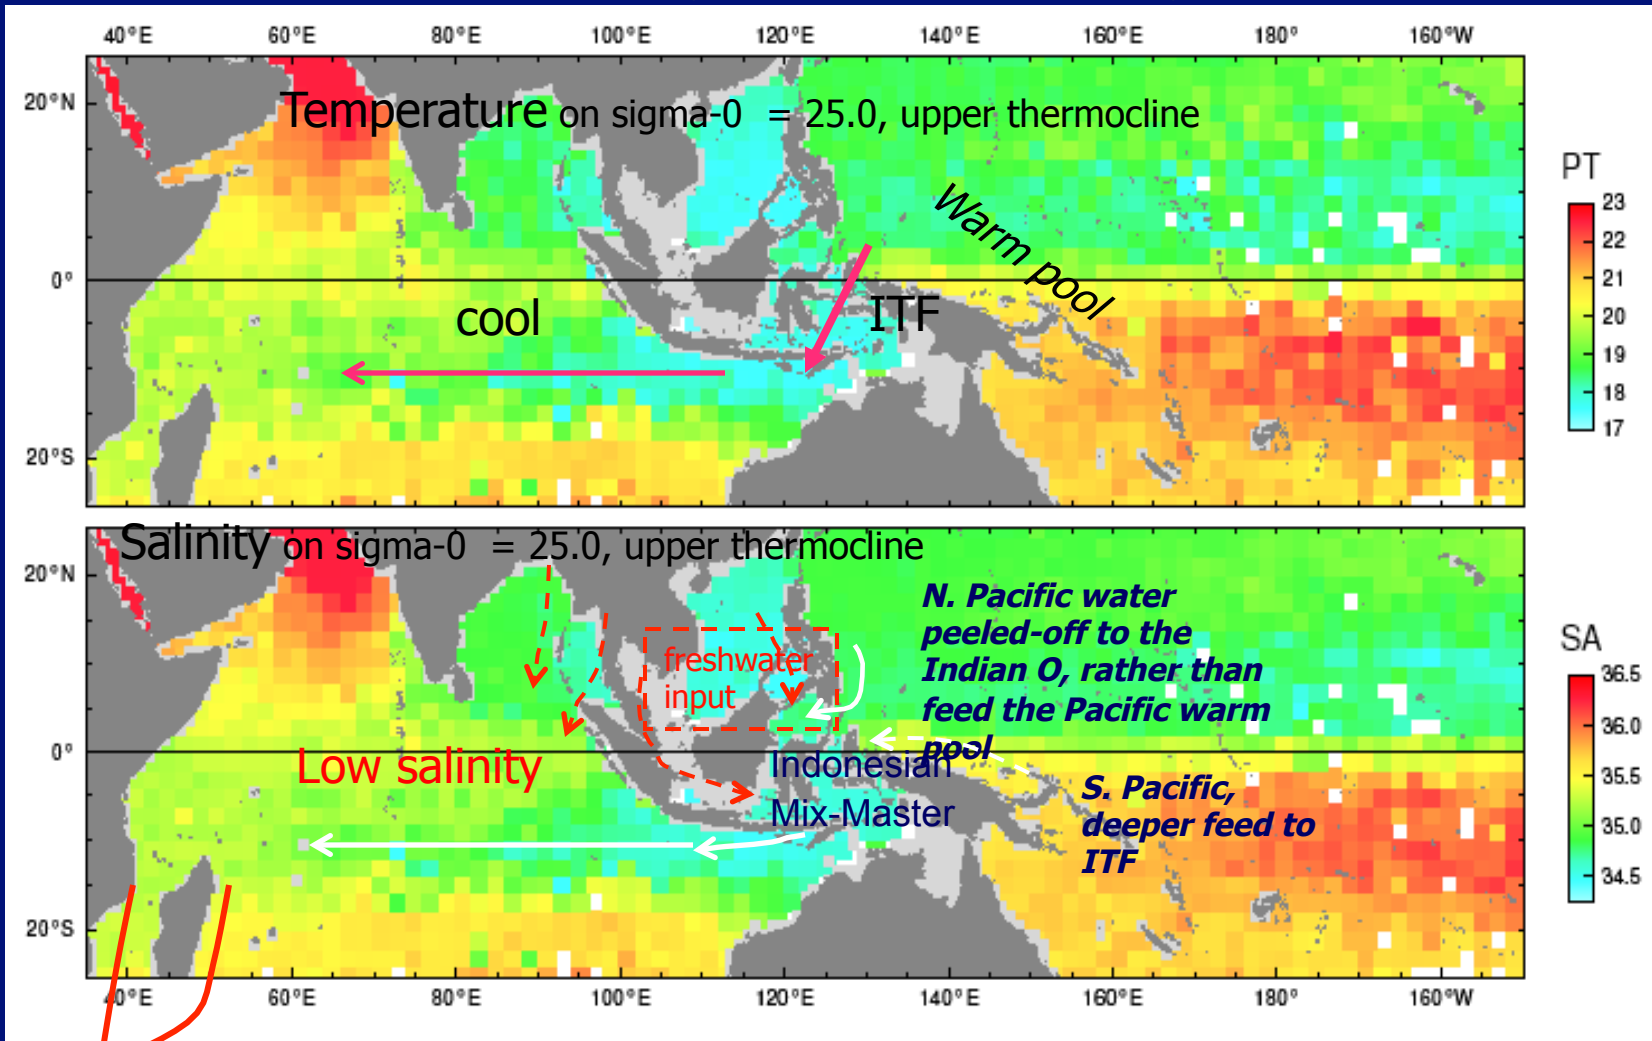 40°E 60°E 80°E 100°E 120°E 140°E 160°E 180° 160°W
20°N
Temperature on sigma-0 = 25.0, upper thermocline
Warm pool
0°
cool
ITF
20°S
PT
23
22
21
20
19
18
17
Salinity on sigma-0 = 25.0, upper thermocline
20°N
N. Pacific water
peeled-off to the
Indian O, rather than
feed the Pacific warm
pool
freshwater
input
0°
Low salinity
Indonesian
Mix-Master
S. Pacific,
deeper feed to
ITF
20°S
SA
36.5
36.0
35.5
35.0
34.5
40°E 60°E 80°E 100°E 120°E 140°E 160°E 180° 160°W